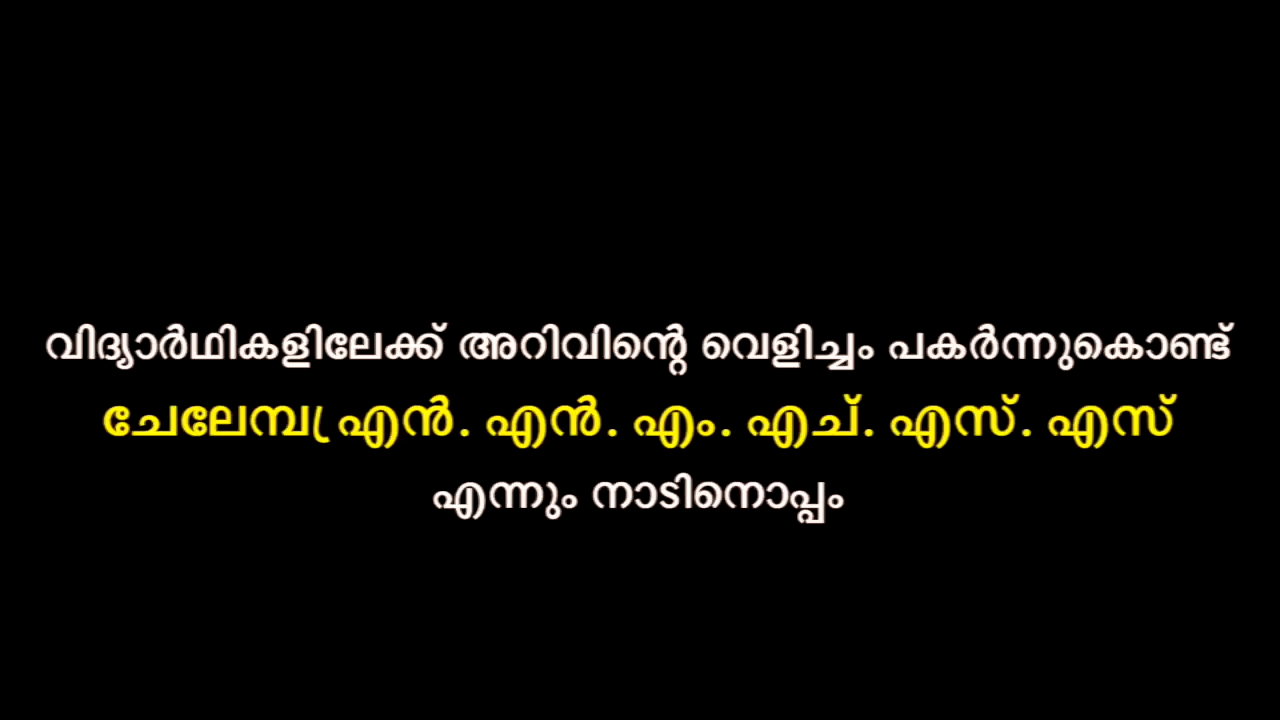 വിദ്യാർഥികളിലേക്ക് അറിവിന്റെ വെളിച്ചം പകർന്നുകൊണ്ട്
ചേലേമ്പ്ര എൻ. എൻ. എം. എച്. എസ്. എസ്
എന്നും നാടിനൊപ്പം